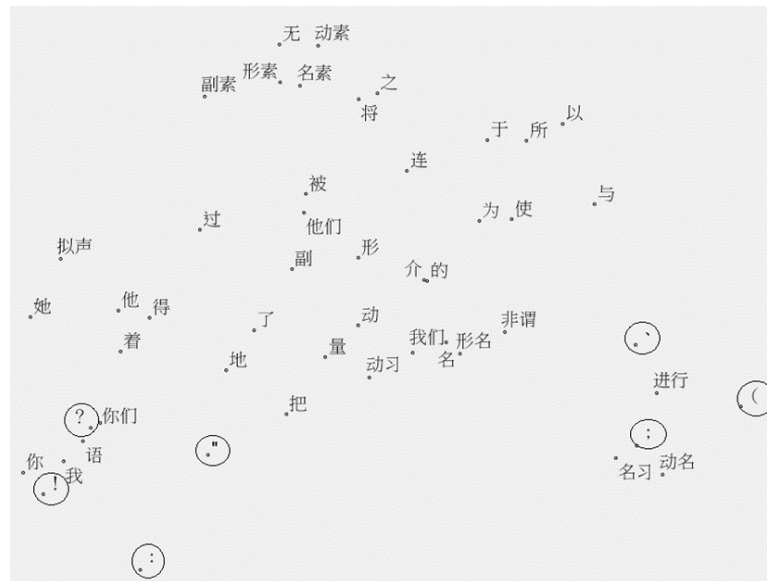 无 动素
形素 名素
副素 之
将
以
于 所
连
被
与
为 使
过
他们
拟声 形
副
介 的
她 他 得
了 动
非谓
着 我们 形名
地 量 名
动习
、
进行
(
把
? 你们
;
"
你 语 名习 动名
! 我
: